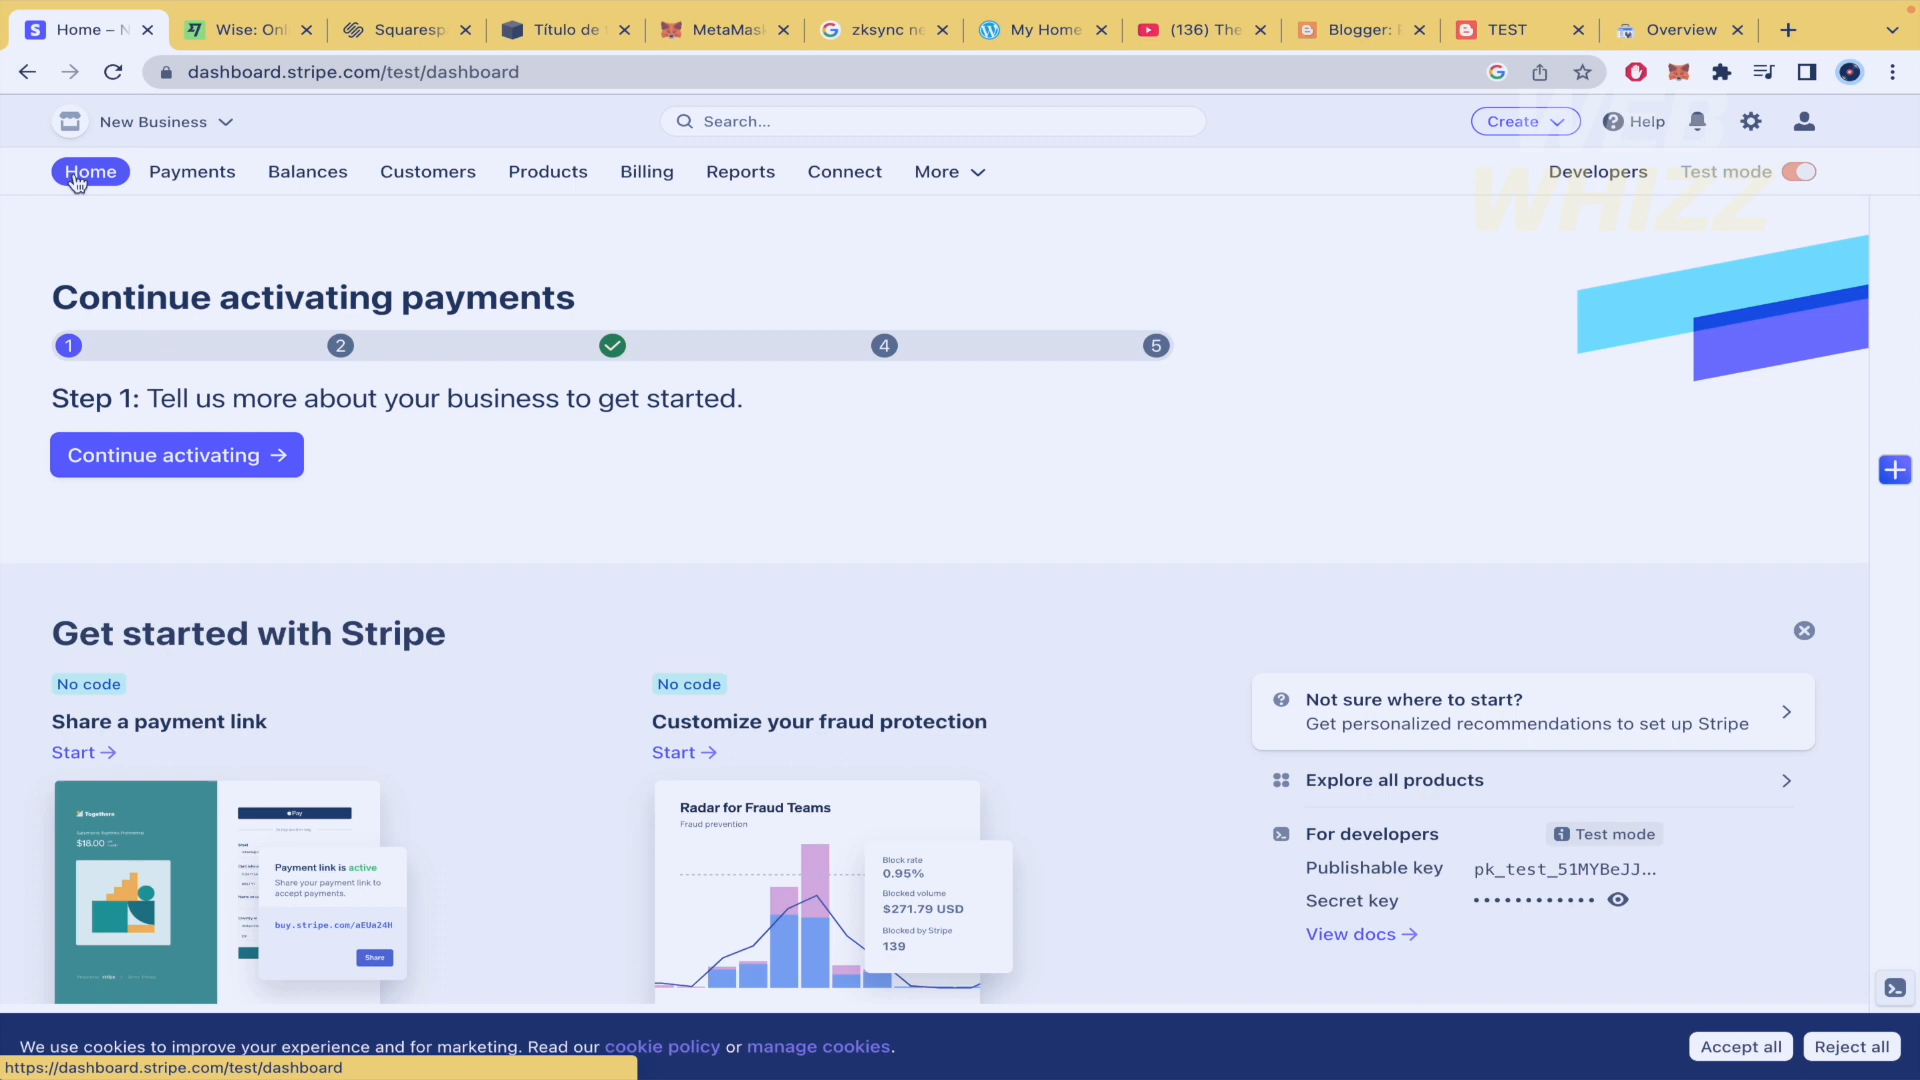 Home – N
Wise: Onl
Squaresp
Título de
MetaMas
zksync ne
My Home
(136) The
Blogger:
TEST
Overview
dashboard.stripe.com/test/dashboard
New Business
Search...
Create
Help
WEB
WHIZZ
Home
Payments
Balances
Customers
Products
Billing
Reports
Connect
More
Developers
Test mode
Continue activating payments
1
2
4
5
Step 1: Tell us more about your business to get started.
Continue activating →
Get started with Stripe
No code
Share a payment link
Start →
No code
Customize your fraud protection
Start →
Togethere
$18.00
Pay
Payment link is active
Share your payment link to
accept payments.
buy.stripe.com/aEUa24H
Share
Radar for Fraud Teams
Fraud prevention
Block rate
0.95%
Blocked volume
$271.79 USD
Blocked by Stripe
139
Not sure where to start?
Get personalized recommendations to set up Stripe
Explore all products
For developers
Test mode
Publishable key
pk_test_51MYBeJJ...
Secret key
••••••••••••
View docs →
We use cookies to improve your experience and for marketing. Read our cookie policy or manage cookies.
Accept all
Reject all
https://dashboard.stripe.com/test/dashboard